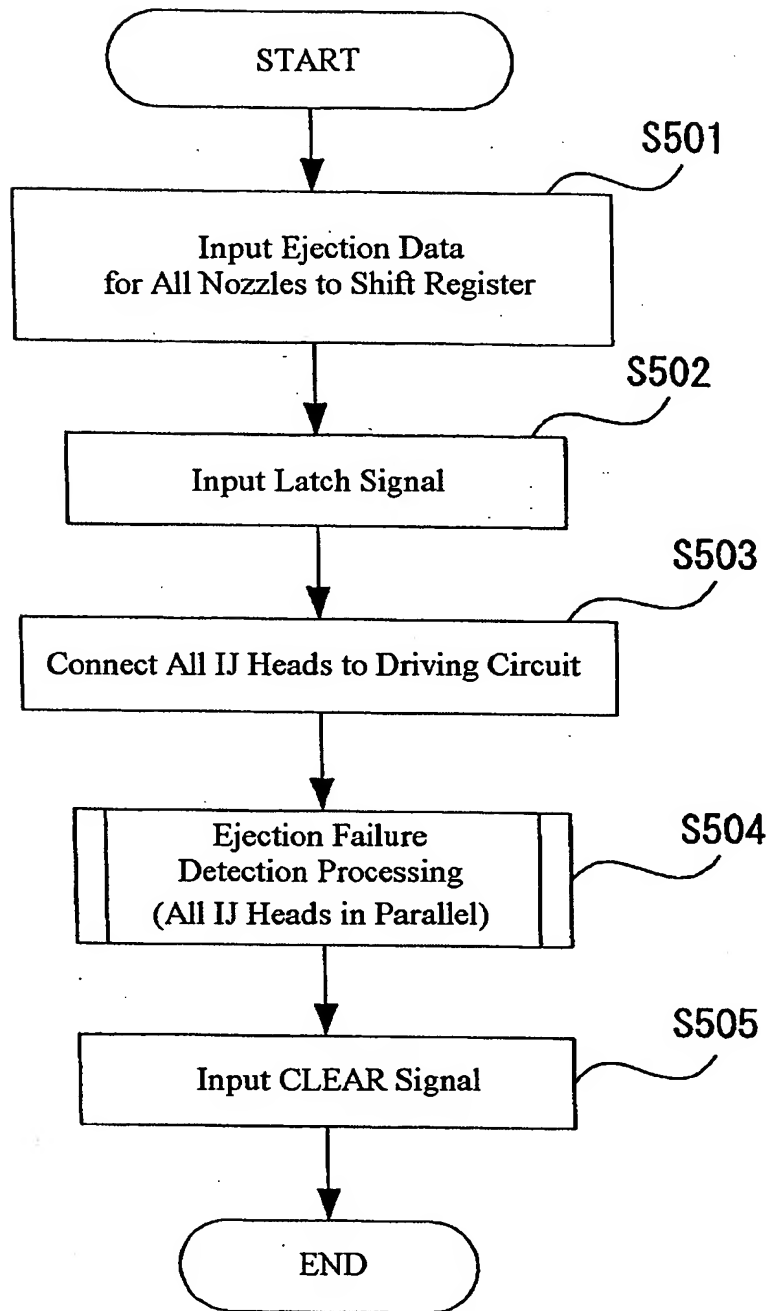 START
S501
Input Ejection Data
for All Nozzles to Shift Register
S502
Input Latch Signal
S503
Connect All IJ Heads to Driving Circuit
S504
Ejection Failure
Detection Processing
(All IJ Heads in Parallel)
S505
Input CLEAR Signal
END